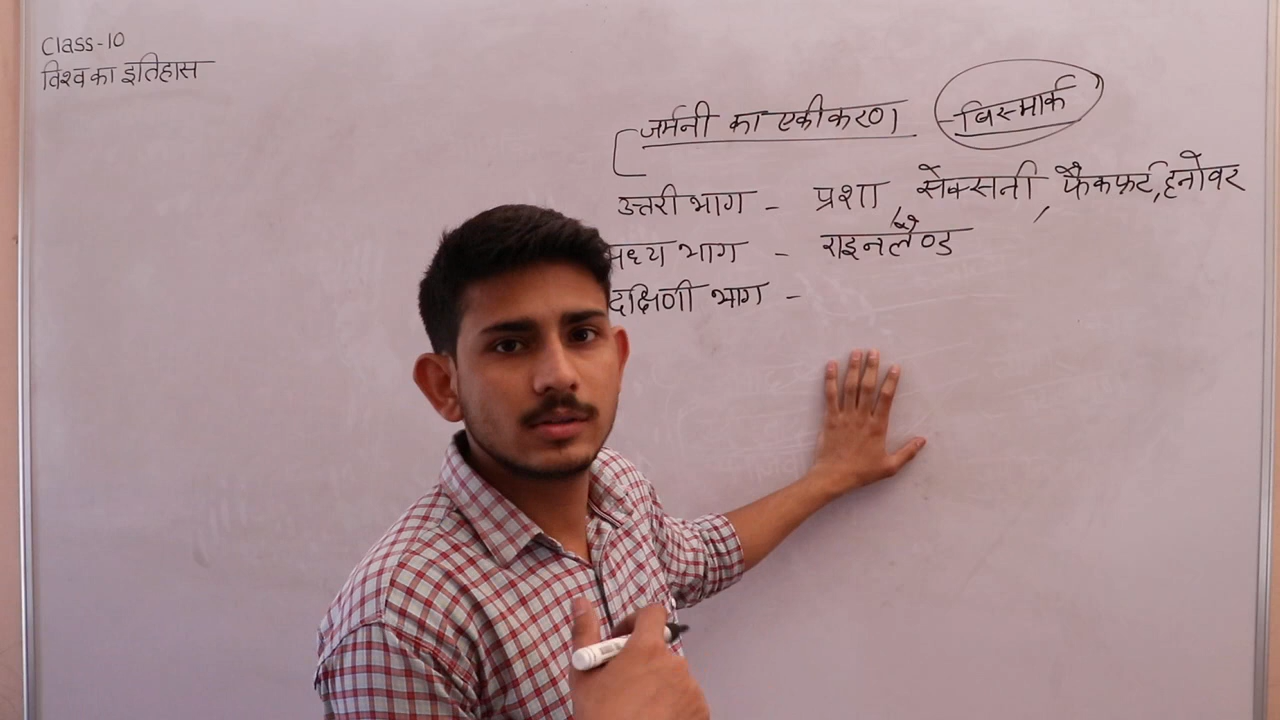 Class-10
विश्व का इतिहास
जर्मनी का एकीकरण - बिस्मार्क
उत्तरी भाग - प्रशा, सेक्सनी, फ्रैंकफर्ट, हनोवर
मध्य भाग - राइनलैण्ड
दक्षिणी भाग -